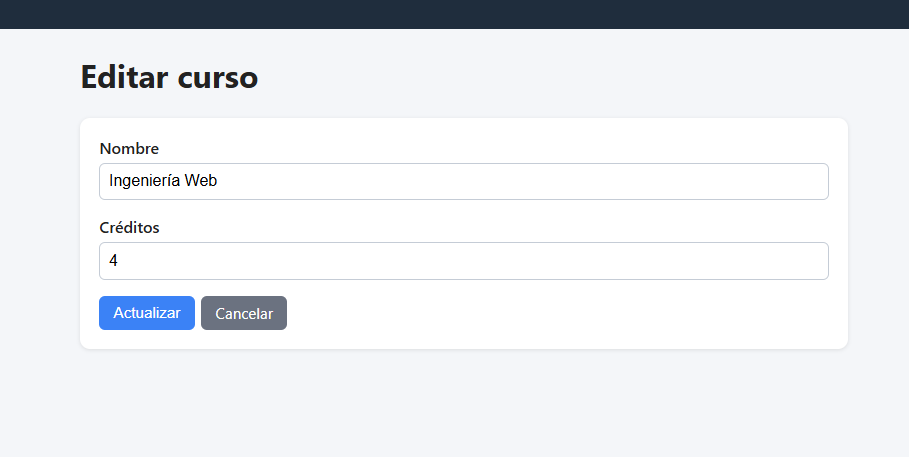 Editar curso
Nombre
Ingeniería Web
Créditos
4
Actualizar Cancelar